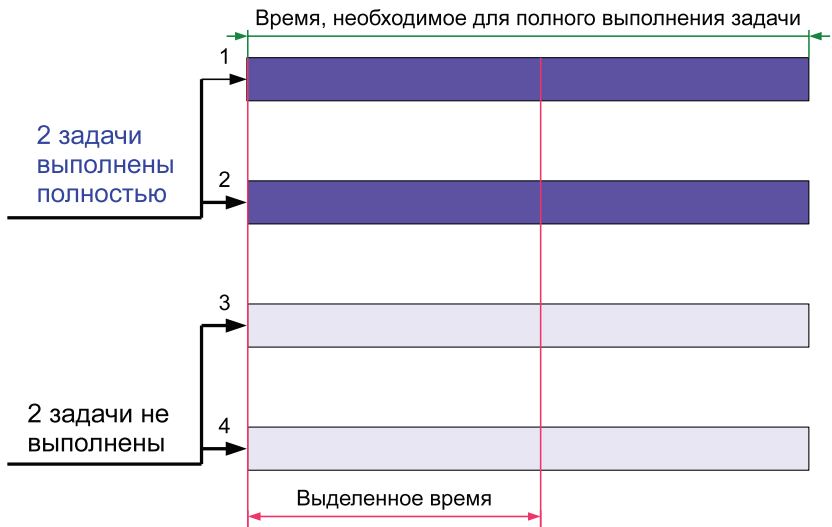 Время, необходимое для полного выполнения задачи
1
2 задачи
выполнены
полностью
2
3
2 задачи не
выполнены
4
Выделенное время